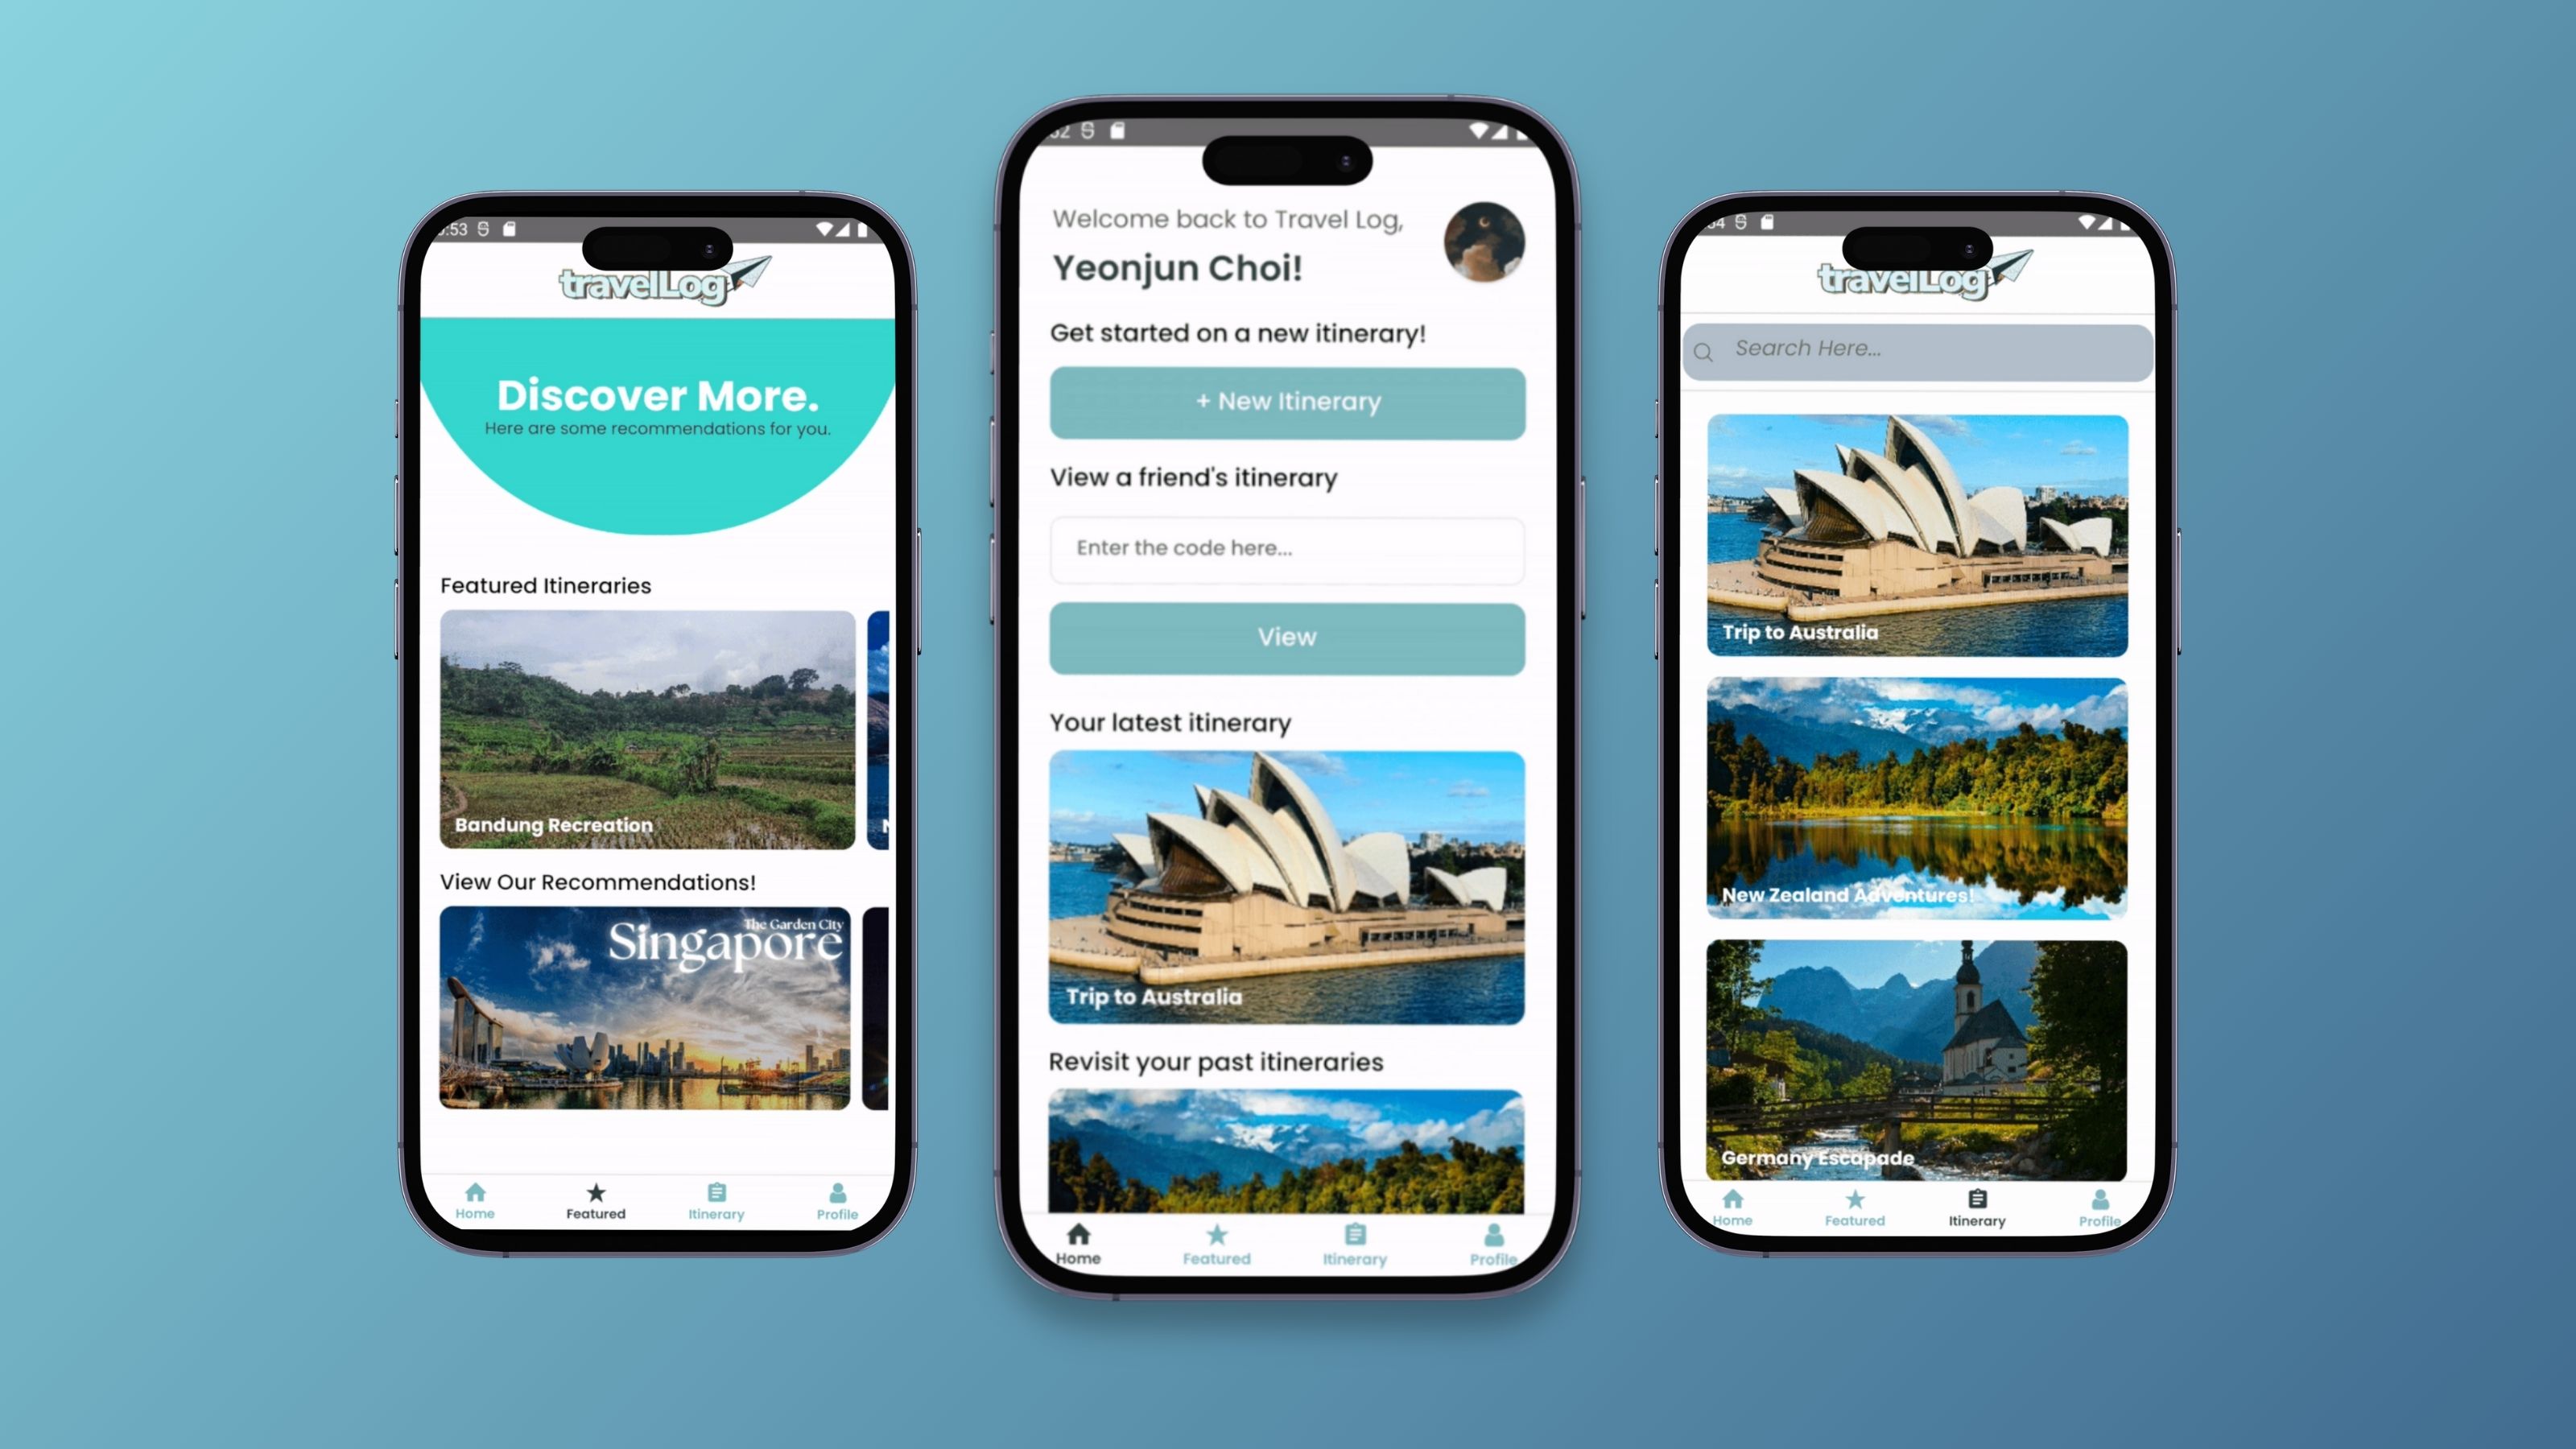 :53
travelLog
Discover More.
Here are some recommendations for you.
Featured Itineraries
Bandung Recreation
View Our Recommendations!
The Garden City
Singapore
Home
Featured
Itinerary
Profile
Welcome back to Travel Log,
Yeonjun Choi!
Get started on a new itinerary!
+ New Itinerary
View a friend's itinerary
Enter the code here...
View
Your latest itinerary
Trip to Australia
Revisit your past itineraries
Home
Featured
Itinerary
Profile
travelLog
Search Here...
Trip to Australia
New Zealand Adventures!
Germany Escapade
Home
Featured
Itinerary
Profile